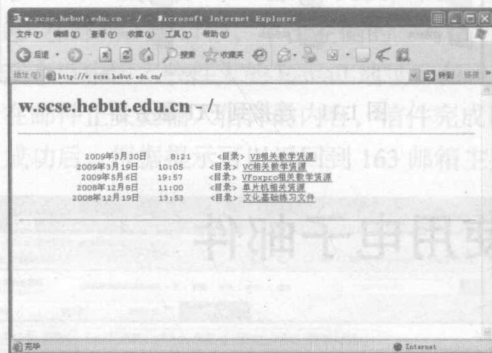 w.scse.hebut.edu.cn - / - Microsoft Internet Explorer
文件(F) 编辑(E) 查看(V) 收藏(A) 工具(T) 帮助(H)
后退 搜索 收藏夹
地址(D) http://w.scse.hebut.edu.cn/ 转到 链接
w.scse.hebut.edu.cn - /
2009年3月30日 8:21 <目录> VB相关教学资源
2009年3月19日 10:05 <目录> VC相关教学资源
2009年5月6日 19:57 <目录> VFoxpro相关教学资源
2008年12月8日 11:00 <目录> 单片机相关资源
2008年12月19日 13:53 <目录> 文化基础练习文件
完毕 Internet